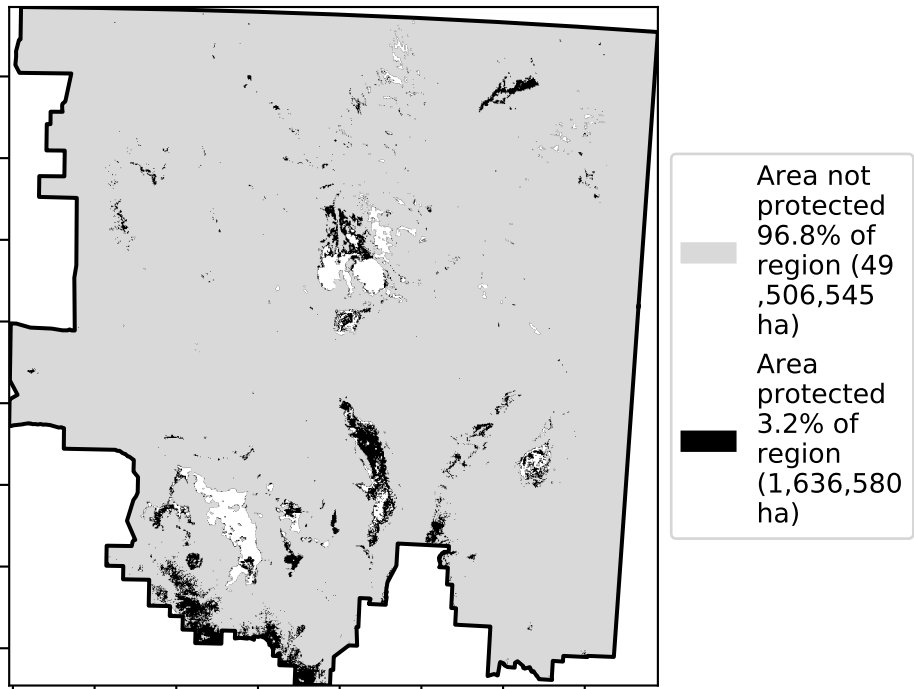 Area not
protected
96.8% of
region (49
,506,545
ha)
Area
protected
3.2% of
region
(1,636,580
ha)